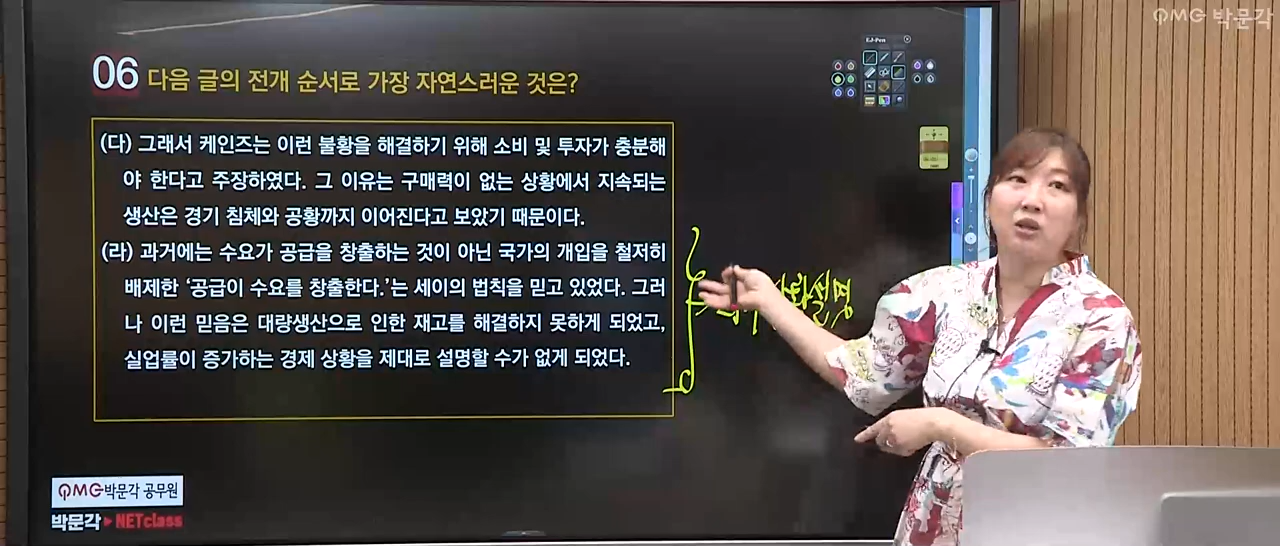 QMG 박문각
EJ-Pen
06 다음 글의 전개 순서로 가장 자연스러운 것은?
(다) 그래서 케인즈는 이런 불황을 해결하기 위해 소비 및 투자가 충분해
야 한다고 주장하였다. 그 이유는 구매력이 없는 상황에서 지속되는
생산은 경기 침체와 공황까지 이어진다고 보았기 때문이다.
(라) 과거에는 수요가 공급을 창출하는 것이 아닌 국가의 개입을 철저히
배제한 ‘공급이 수요를 창출한다.’는 세이의 법칙을 믿고 있었다. 그러
나 이런 믿음은 대량생산으로 인한 재고를 해결하지 못하게 되었고,
실업률이 증가하는 경제 상황을 제대로 설명할 수가 없게 되었다.
설명
QMG박문각 공무원
박문각 NETclass